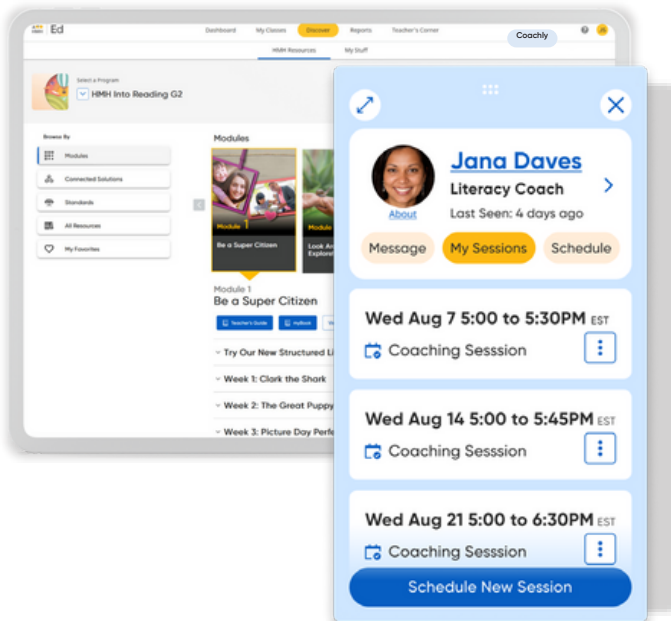 HMH Ed
Dashboard My Classes Discover Reports Teacher's Corner
Coachly
HMH Resources My Stuff
Select a Program
HMH Into Reading G2
Browse By
Modules
Connected Solutions
Standards
All Resources
My Favorites
Modules
Module 1
Be a Super Citizen
Module
Look Ar
Explore
Module 1
Be a Super Citizen
Teacher's Guide myBook
Try Our New Structured Li
Week 1: Clark the Shark
Week 2: The Great Puppy
Week 3: Picture Day Perfe
Jana Daves
Literacy Coach
About
Last Seen: 4 days ago
Message My Sessions Schedule
Wed Aug 7 5:00 to 5:30PM EST
Coaching Sesssion
Wed Aug 14 5:00 to 5:45PM EST
Coaching Sesssion
Wed Aug 21 5:00 to 6:30PM EST
Coaching Sesssion
Schedule New Session